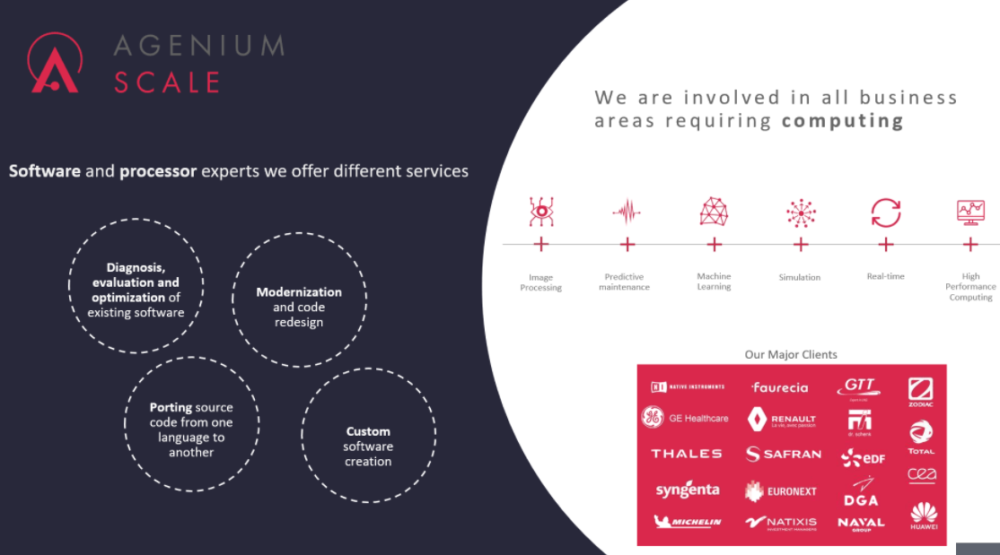 AGENIUM
SCALE
Software and processor experts we offer different services
Diagnosis,
evaluation and
optimization of
existing software
Modernization
and code
redesign
Porting source
code from one
language to
another
Custom
software
creation
We are involved in all business
areas requiring computing
Image
Processing
Predictive
maintenance
Machine
Learning
Simulation
Real-time
High
Performance
Computing
Our Major Clients
NI NATIVE INSTRUMENTS
faurecia
GTT
ZODIAC
GE Healthcare
RENAULT
La vie, avec passion
dr. schenk
TOTAL
THALES
SAFRAN
eDF
cea
syngenta
EURONEXT
DGA
HUAWEI
MICHELIN
NATIXIS
INVESTMENT MANAGERS
NAVAL
GROUP